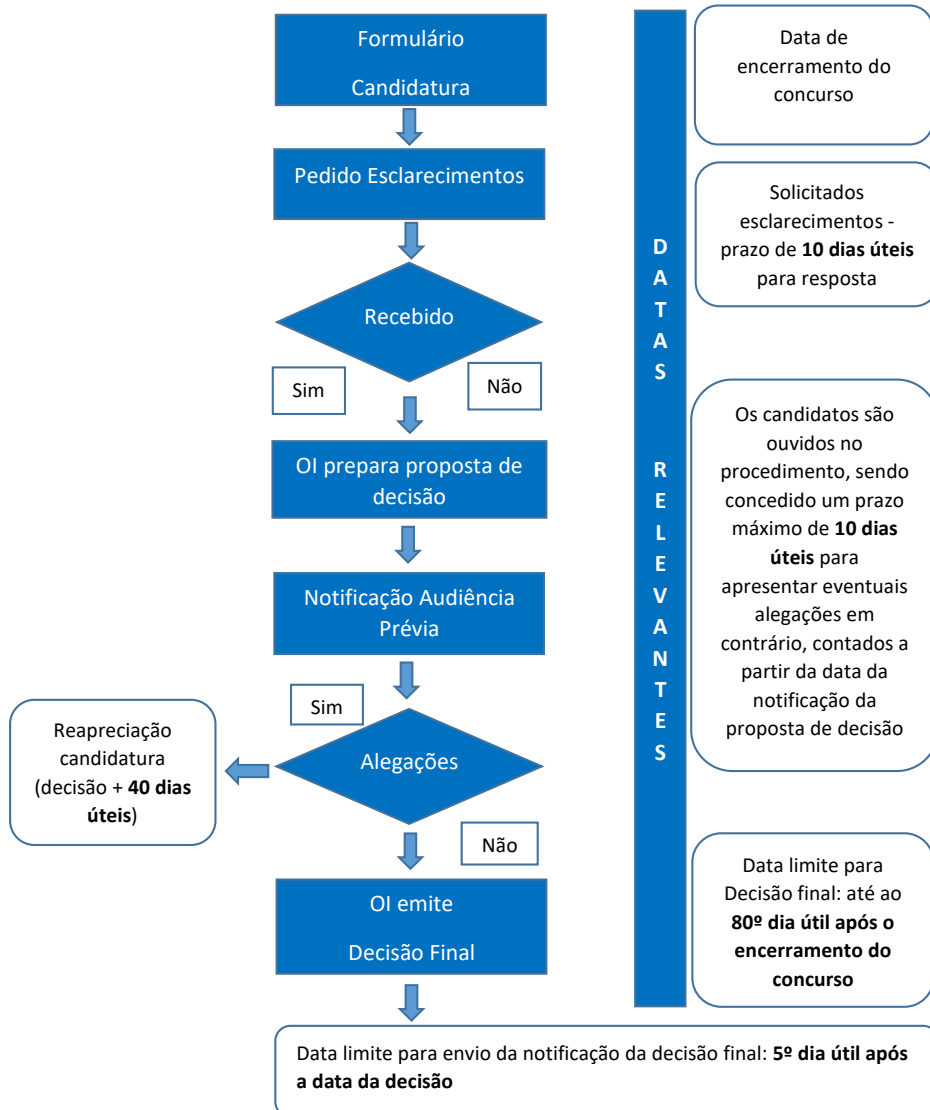 Formulário
Candidatura
Pedido Esclarecimentos
Recebido
Sim
Não
OI prepara proposta de
decisão
Notificação Audiência
Prévia
Sim
Alegações
Reapreciação
candidatura
(decisão + 40 dias
úteis)
Não
OI emite
Decisão Final
Data limite para envio da notificação da decisão final: 5º dia útil após
a data da decisão
D
A
T
A
S
R
E
L
E
V
A
N
T
E
S
Data de
encerramento do
concurso
Solicitados
esclarecimentos -
prazo de 10 dias úteis
para resposta
Os candidatos são
ouvidos no
procedimento, sendo
concedido um prazo
máximo de 10 dias
úteis para
apresentar eventuais
alegações em
contrário, contados a
partir da data da
notificação da
proposta de decisão
Data limite para
Decisão final: até ao
80º dia útil após o
encerramento do
concurso